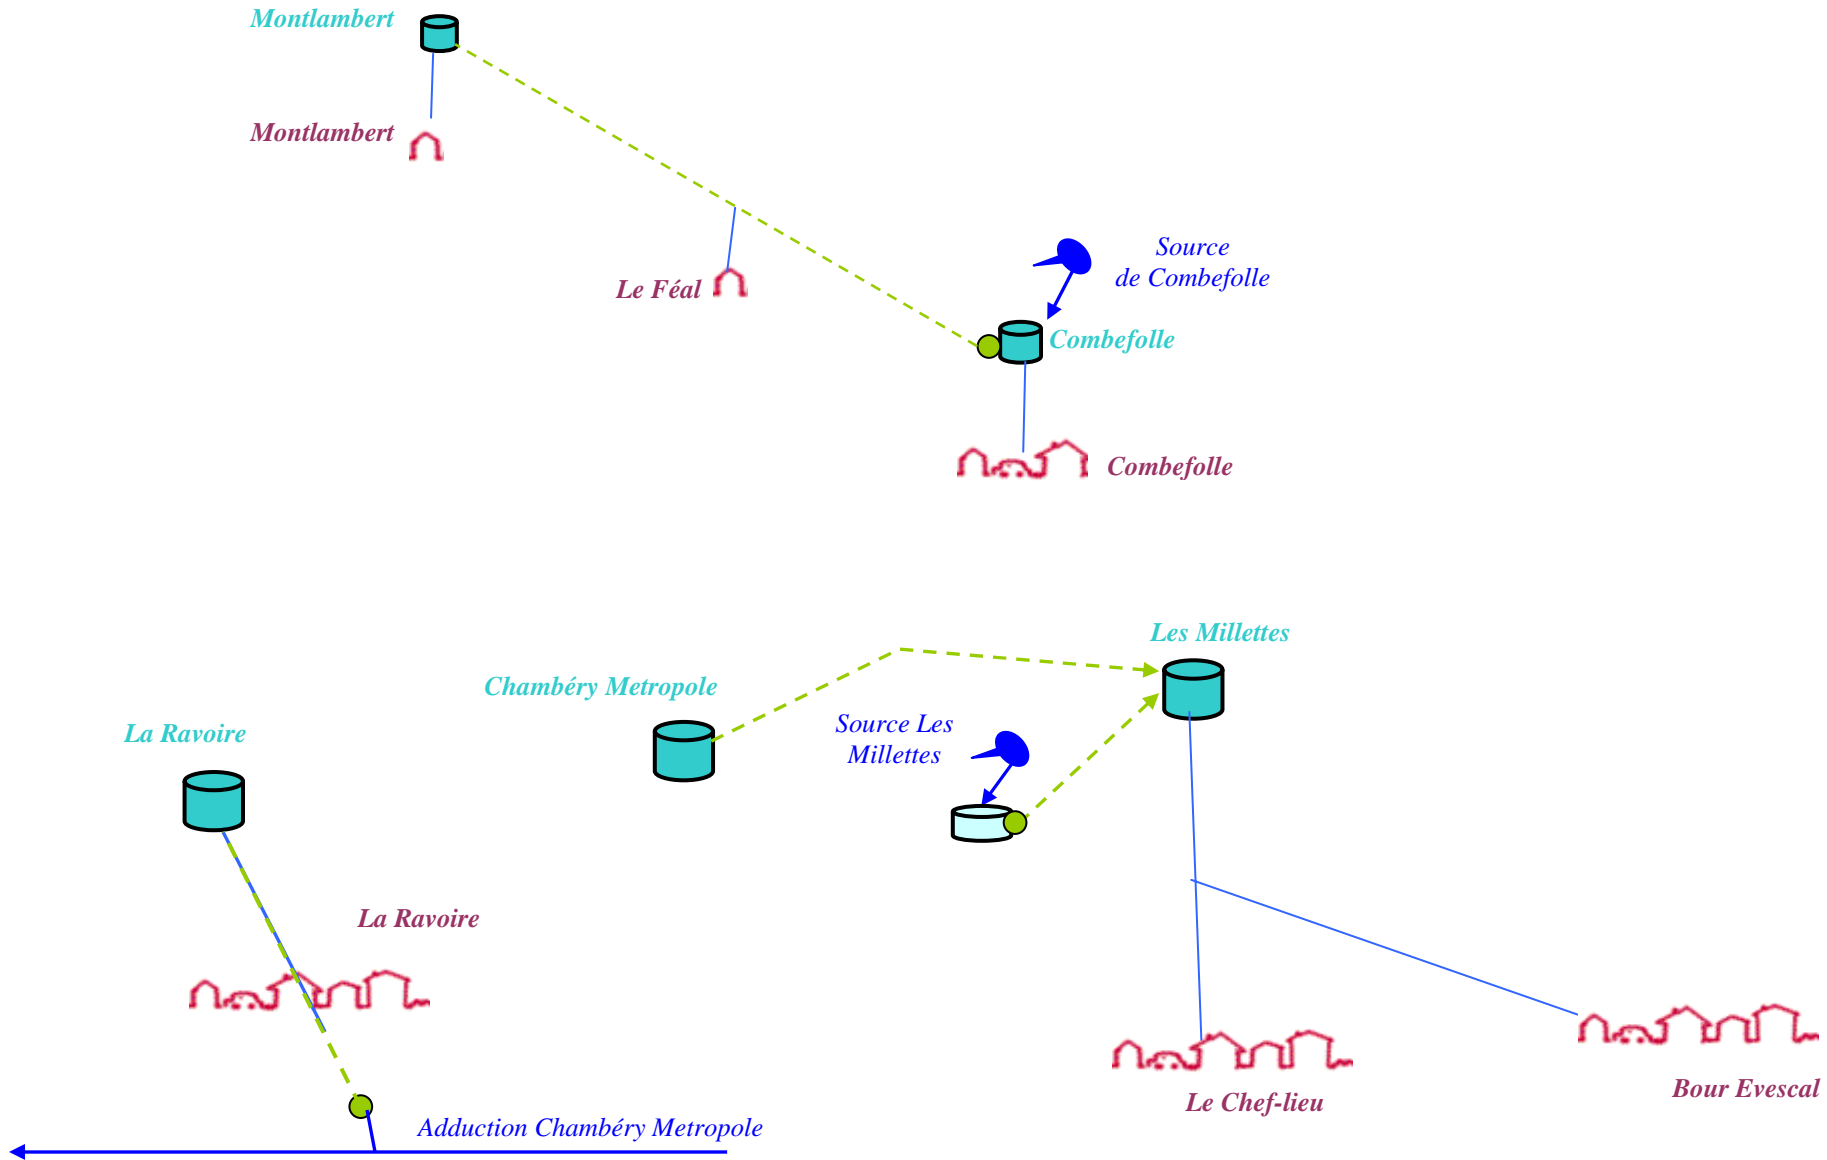 Montlambert
Montlambert
Le Féal
Source
de Combefolle
Combefolle
Combefolle
Les Millettes
Chambéry Metropole
Source Les
Millettes
La Ravoire
La Ravoire
Le Chef-lieu
Bour Evescal
Adduction Chambéry Metropole